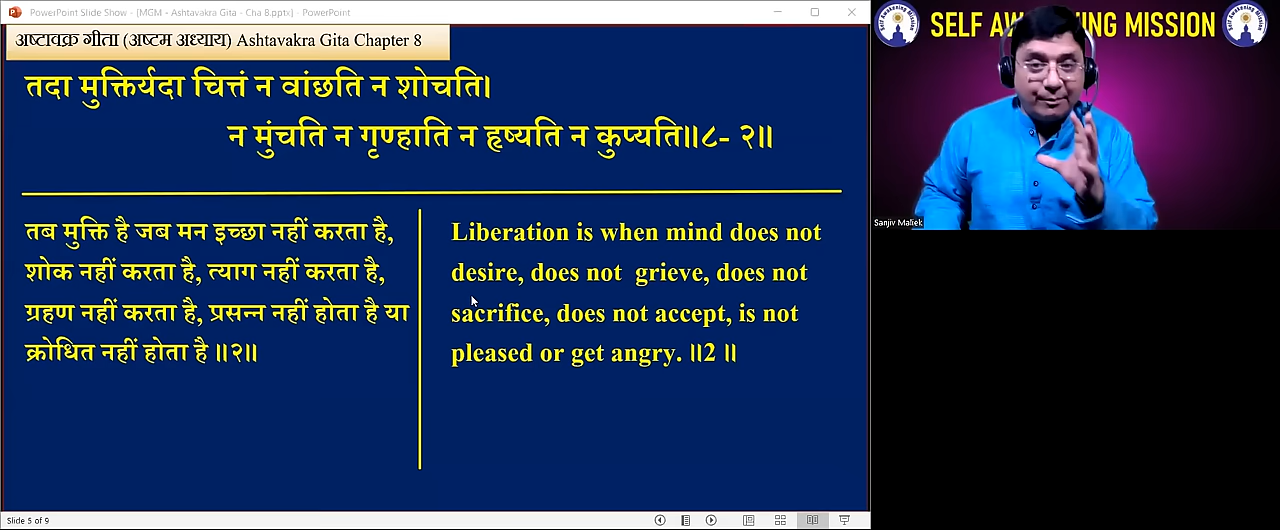 PowerPoint Slide Show - [MGM - Ashtavakra Gita - Cha 8.pptx] - PowerPoint
अष्टावक्र गीता (अष्टम अध्याय) Ashtavakra Gita Chapter 8
तदा मुक्तिर्यदा चित्तं न वांछति न शोचति।
न मुंचति न गृण्हाति न हृष्यति न कुप्यति॥८- २॥
तब मुक्ति है जब मन इच्छा नहीं करता है,
शोक नहीं करता है, त्याग नहीं करता है,
ग्रहण नहीं करता है, प्रसन्न नहीं होता है या
क्रोधित नहीं होता है ॥२॥
Liberation is when mind does not
desire, does not grieve, does not
sacrifice, does not accept, is not
pleased or get angry. ॥2 ॥
Slide 5 of 9
SELF AWAKENING MISSION
Sanjiv Maliek